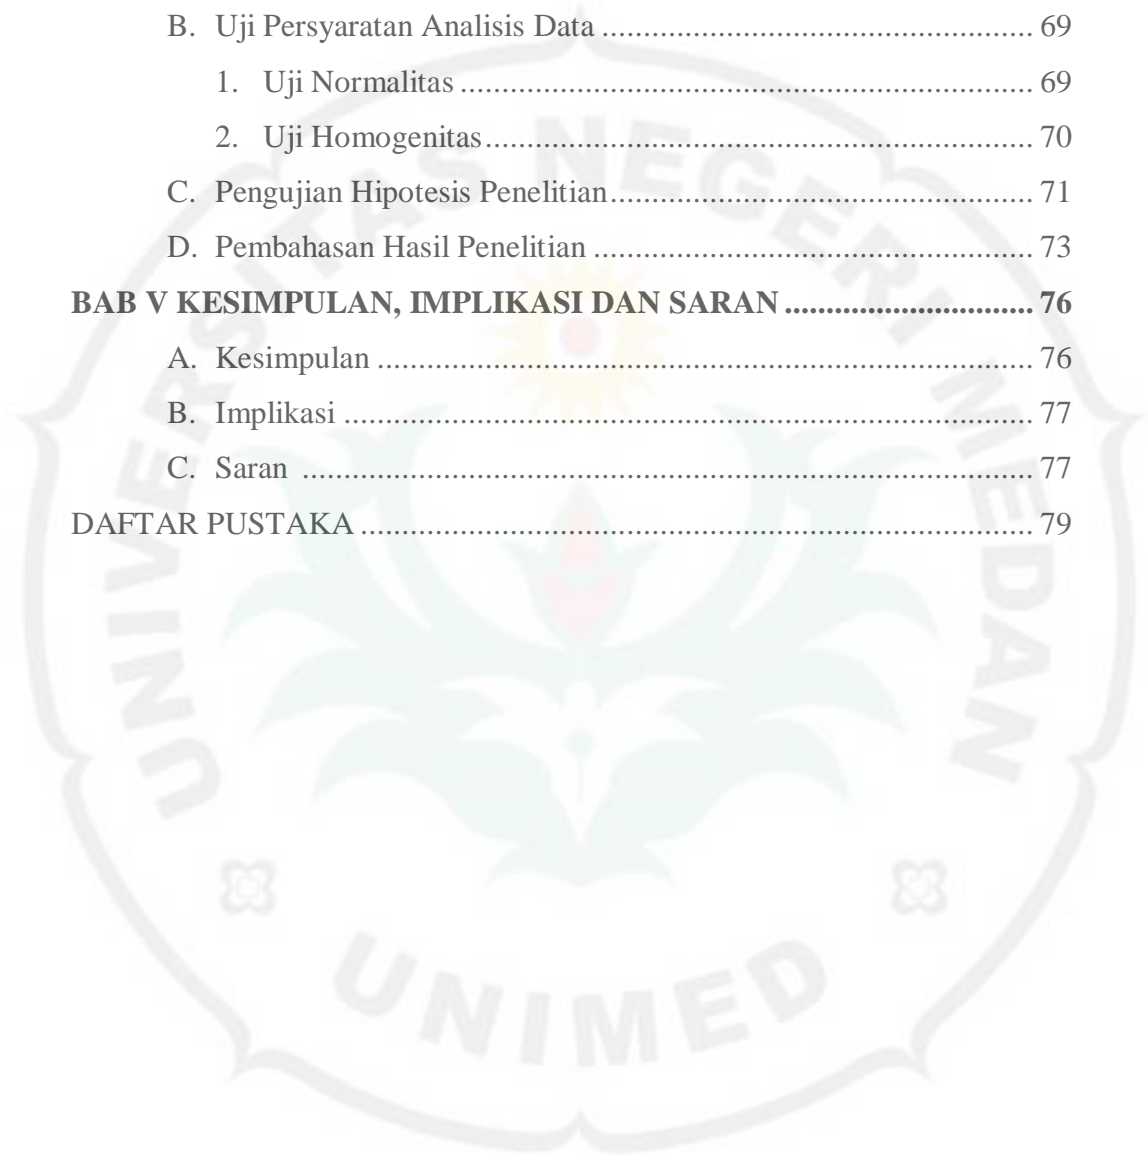 B. Uji Persyaratan Analisis Data .................................................... 69
1. Uji Normalitas ..................................................................... 69
2. Uji Homogenitas .................................................................. 70
C. Pengujian Hipotesis Penelitian ................................................... 71
D. Pembahasan Hasil Penelitian ..................................................... 73
BAB V KESIMPULAN, IMPLIKASI DAN SARAN .............................. 76
A. Kesimpulan ............................................................................... 76
B. Implikasi ................................................................................... 77
C. Saran ........................................................................................ 77
DAFTAR PUSTAKA ................................................................................. 79
UNIVERSITAS NEGERI MEDAN
UNIMED